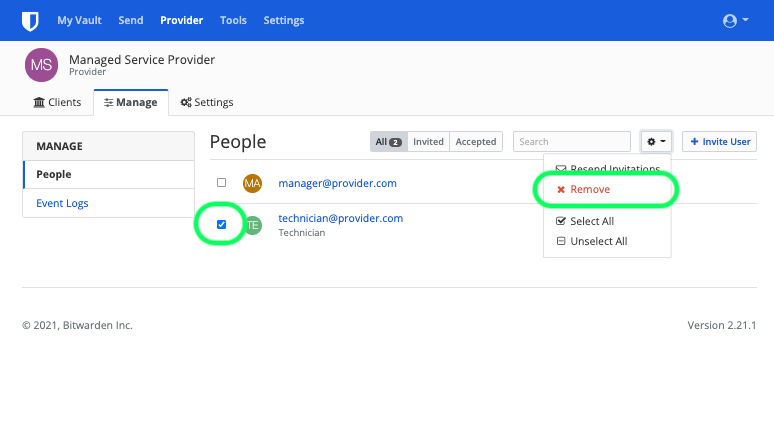 My Vault Send Provider Tools Settings
MS Managed Service Provider
Provider
Clients Manage Settings
MANAGE
People
Event Logs
People All 2 Invited Accepted Search Invite User
MA manager@provider.com
TE technician@provider.com
Technician
Resend Invitations
Remove
Select All
Unselect All
© 2021, Bitwarden Inc. Version 2.21.1